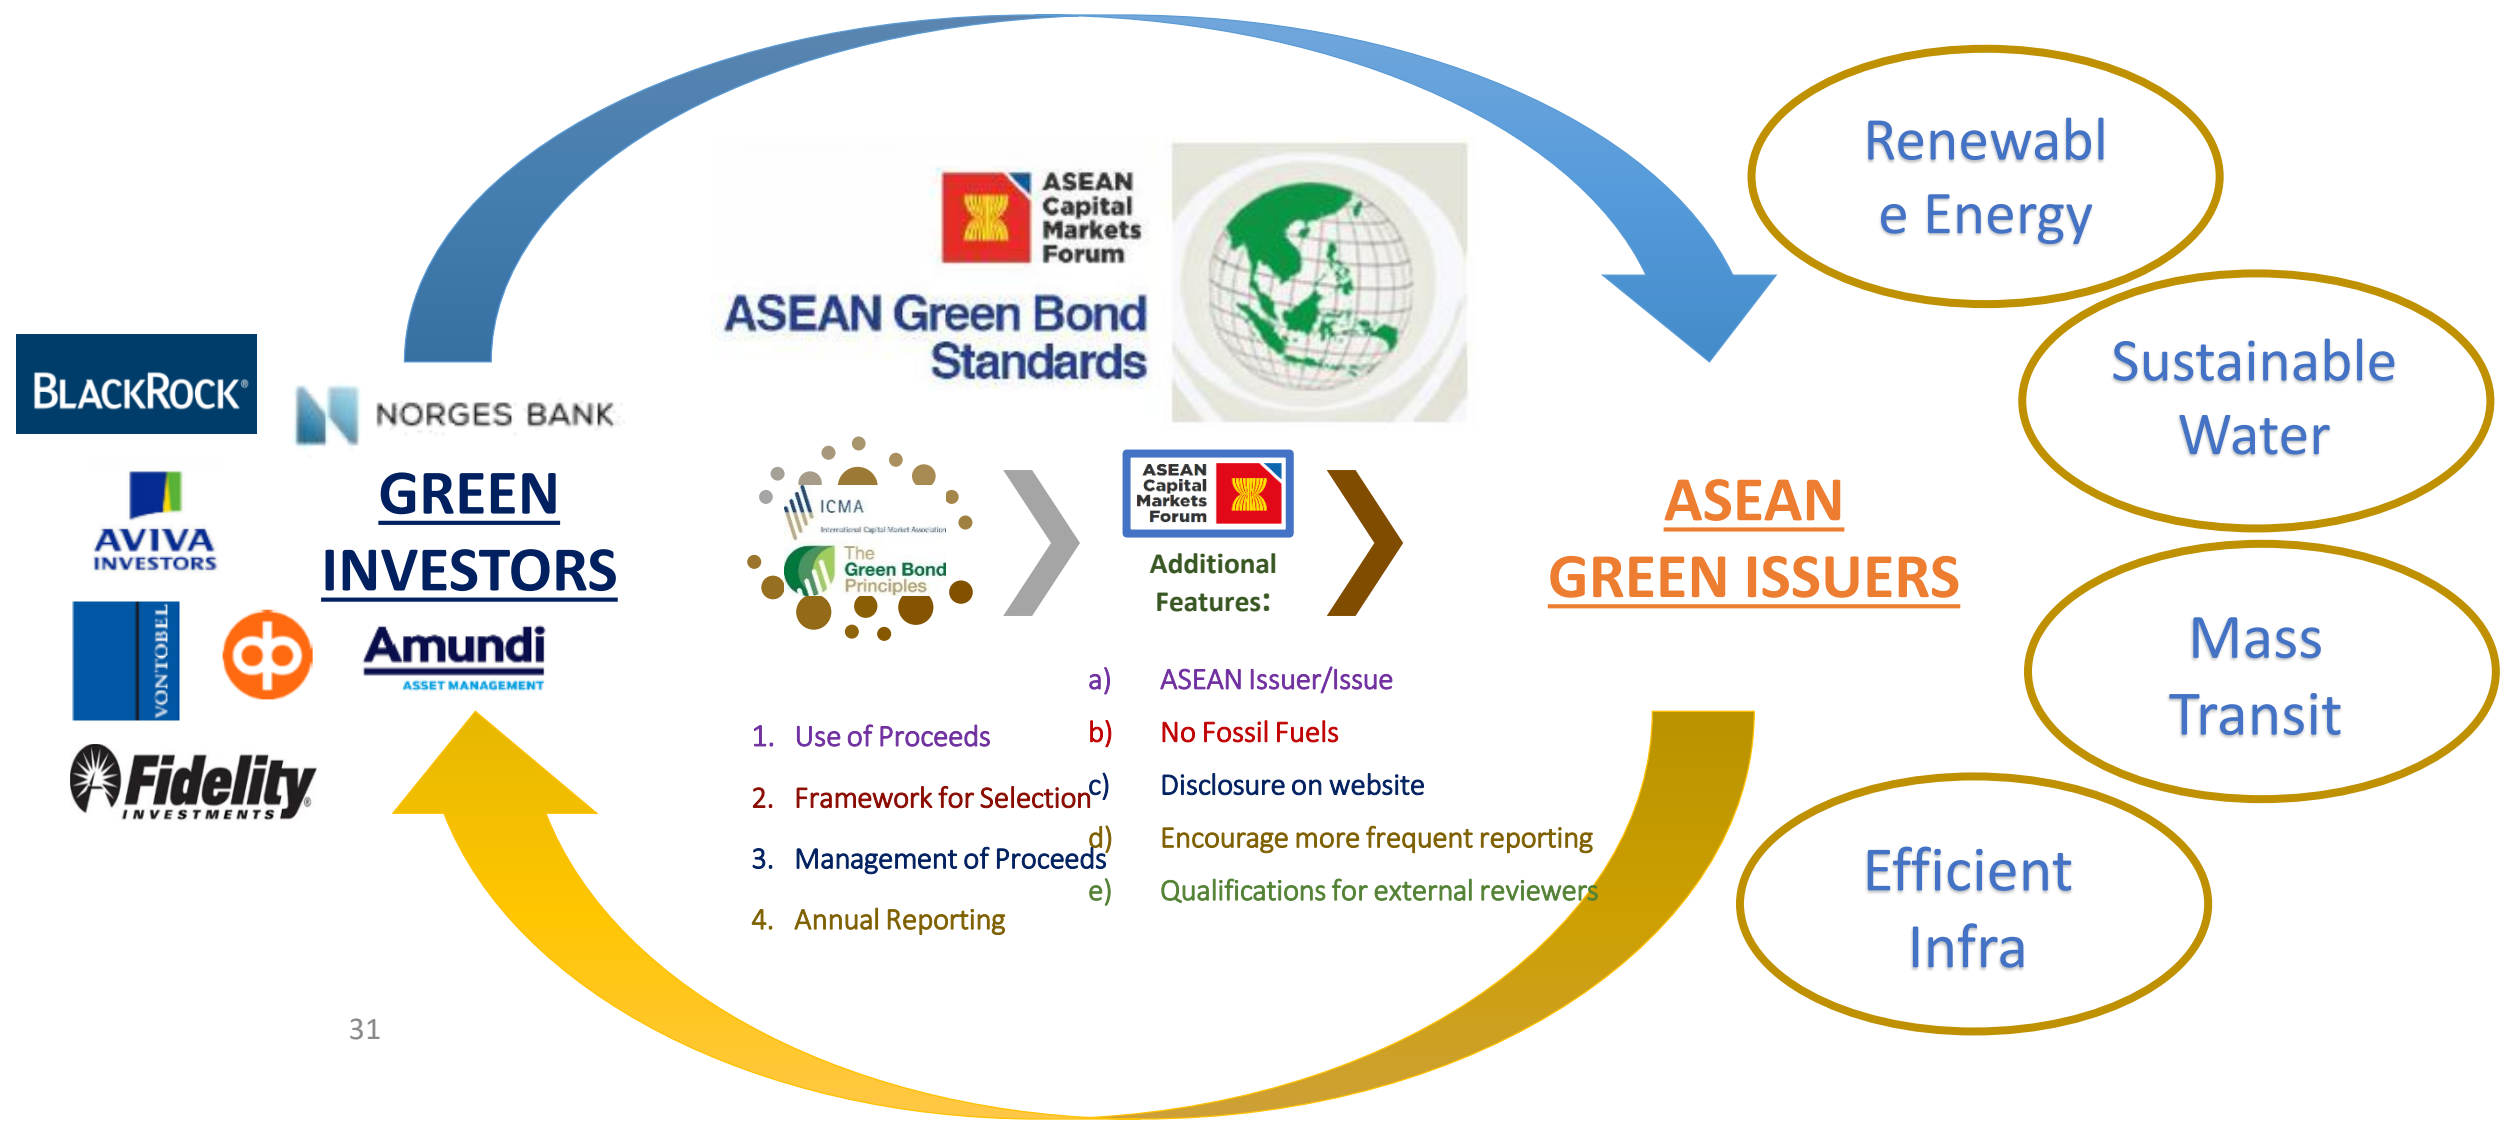 ASEAN
Capital
Markets
Forum
ASEAN Green Bond
Standards
BLACKROCK®
NORGES BANK
AVIVA
INVESTORS
GREEN
INVESTORS
VONTOBEL
Amundi
ASSET MANAGEMENT
Fidelity®
INVESTMENTS
ICMA
International Capital Market Association
The
Green Bond
Principles
1. Use of Proceeds
2. Framework for Selection
3. Management of Proceeds
4. Annual Reporting
ASEAN
Capital
Markets
Forum
Additional
Features:
a) ASEAN Issuer/Issue
b) No Fossil Fuels
c) Disclosure on website
d) Encourage more frequent reporting
e) Qualifications for external reviewers
ASEAN
GREEN ISSUERS
Renewabl
e Energy
Sustainable
Water
Mass
Transit
Efficient
Infra
31